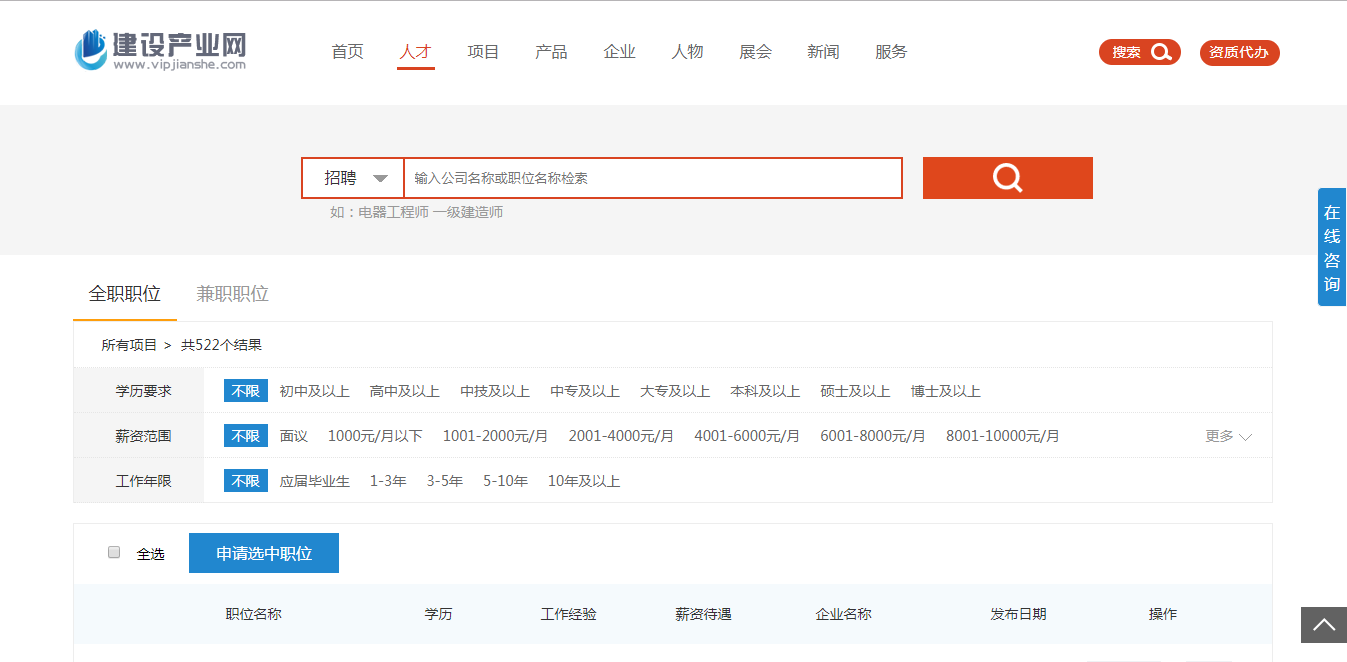 建设产业网
www.vipjianshe.com
首页 人才 项目 产品 企业 人物 展会 新闻 服务
搜索 资质代办
招聘 输入公司名称或职位名称检索
如：电器工程师 一级建造师
在线咨询
全职职位 兼职职位
所有项目 > 共522个结果
学历要求 不限 初中及以上 高中及以上 中技及以上 中专及以上 大专及以上 本科及以上 硕士及以上 博士及以上
薪资范围 不限 面议 1000元/月以下 1001-2000元/月 2001-4000元/月 4001-6000元/月 6001-8000元/月 8001-10000元/月 更多
工作年限 不限 应届毕业生 1-3年 3-5年 5-10年 10年及以上
全选 申请选中职位
职位名称 学历 工作经验 薪资待遇 企业名称 发布日期 操作